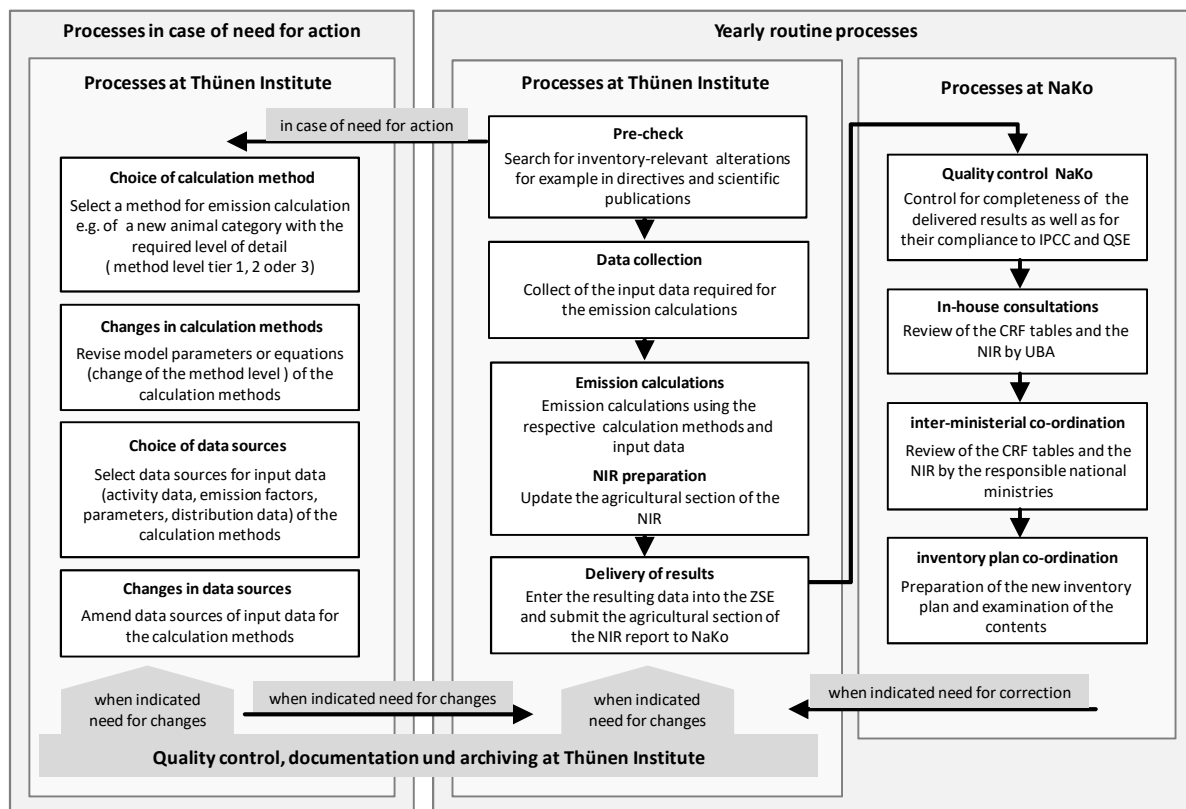 Processes in case of need for action
Processes at Thünen Institute
in case of need for action
Choice of calculation method
Select a method for emission calculation
e.g. of a new animal category with the
required level of detail
( method level tier 1, 2 oder 3)
Changes in calculation methods
Revise model parameters or equations
(change of the method level ) of the
calculation methods
Choice of data sources
Select data sources for input data
(activity data, emission factors,
parameters, distribution data) of the
calculation methods
Changes in data sources
Amend data sources of input data for
the calculation methods
when indicated
need for changes
when indicated need for changes
Yearly routine processes
Processes at Thünen Institute
Pre-check
Search for inventory-relevant alterations
for example in directives and scientific
publications
Data collection
Collect of the input data required for
the emission calculations
Emission calculations
Emission calculations using the
respective calculation methods and
input data
NIR preparation
Update the agricultural section of the
NIR
Delivery of results
Enter the resulting data into the ZSE
and submit the agricultural section of
the NIR report to NaKo
when indicated
need for changes
Processes at NaKo
Quality control NaKo
Control for completeness of the
delivered results as well as for
their compliance to IPCC and QSE
In-house consultations
Review of the CRF tables and the
NIR by UBA
inter-ministerial co-ordination
Review of the CRF tables and the
NIR by the responsible national
ministries
inventory plan co-ordination
Preparation of the new inventory
plan and examination of the
contents
when indicated need for correction
Quality control, documentation und archiving at Thünen Institute